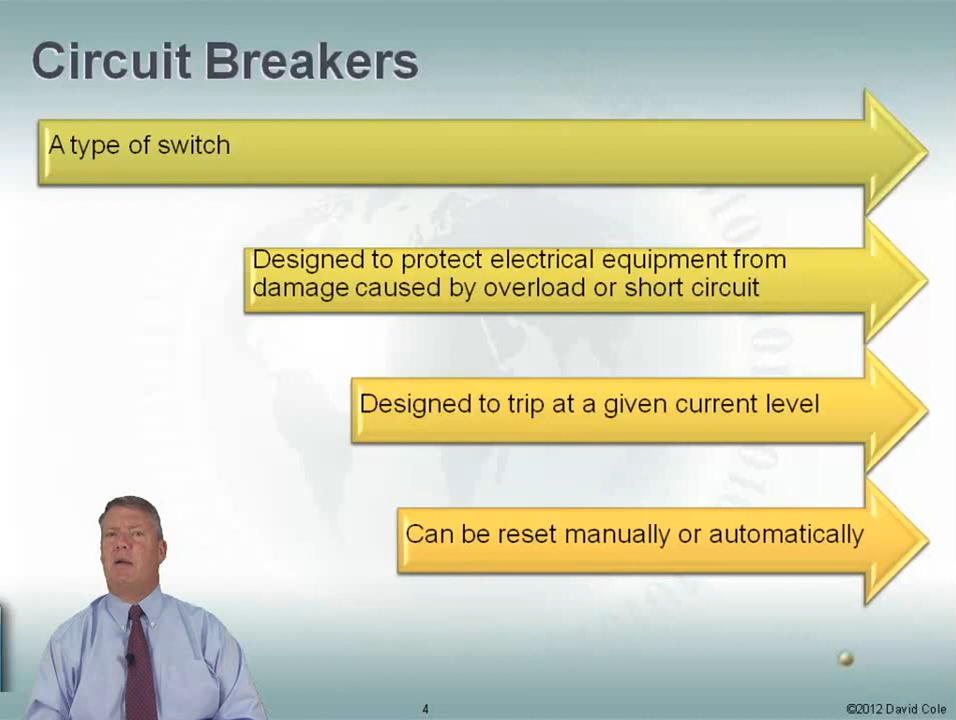 Circuit Breakers
A type of switch
Designed to protect electrical equipment from
damage caused by overload or short circuit
Designed to trip at a given current level
Can be reset manually or automatically
4
©2012 David Cole